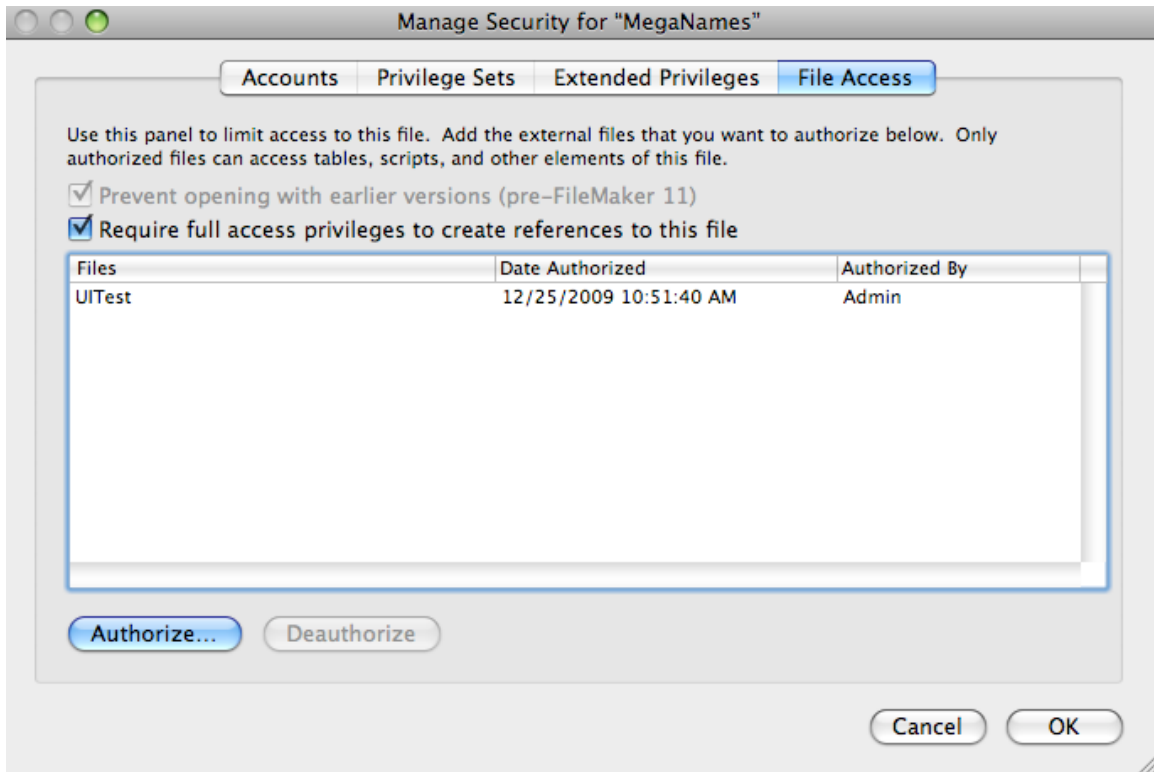 Manage Security for “MegaNames”
Accounts Privilege Sets Extended Privileges File Access
Use this panel to limit access to this file. Add the external files that you want to authorize below. Only
authorized files can access tables, scripts, and other elements of this file.
Prevent opening with earlier versions (pre-FileMaker 11)
Require full access privileges to create references to this file
Files Date Authorized Authorized By
UITest 12/25/2009 10:51:40 AM Admin
Authorize... Deauthorize
Cancel OK